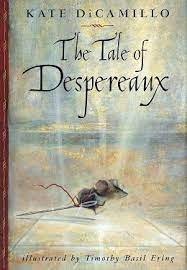 KATE DiCAMILLO
The Tale of
Despereaux
illustrated by Timothy Basil Ering